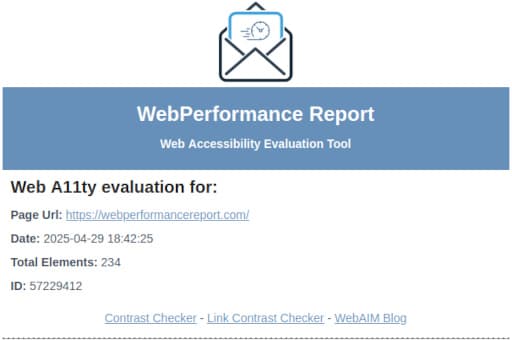 WebPerformance Report
Web Accessibility Evaluation Tool
Web A11ty evaluation for:
Page Url: https://webperformancereport.com/
Date: 2025-04-29 18:42:25
Total Elements: 234
ID: 57229412
Contrast Checker - Link Contrast Checker - WebAIM Blog